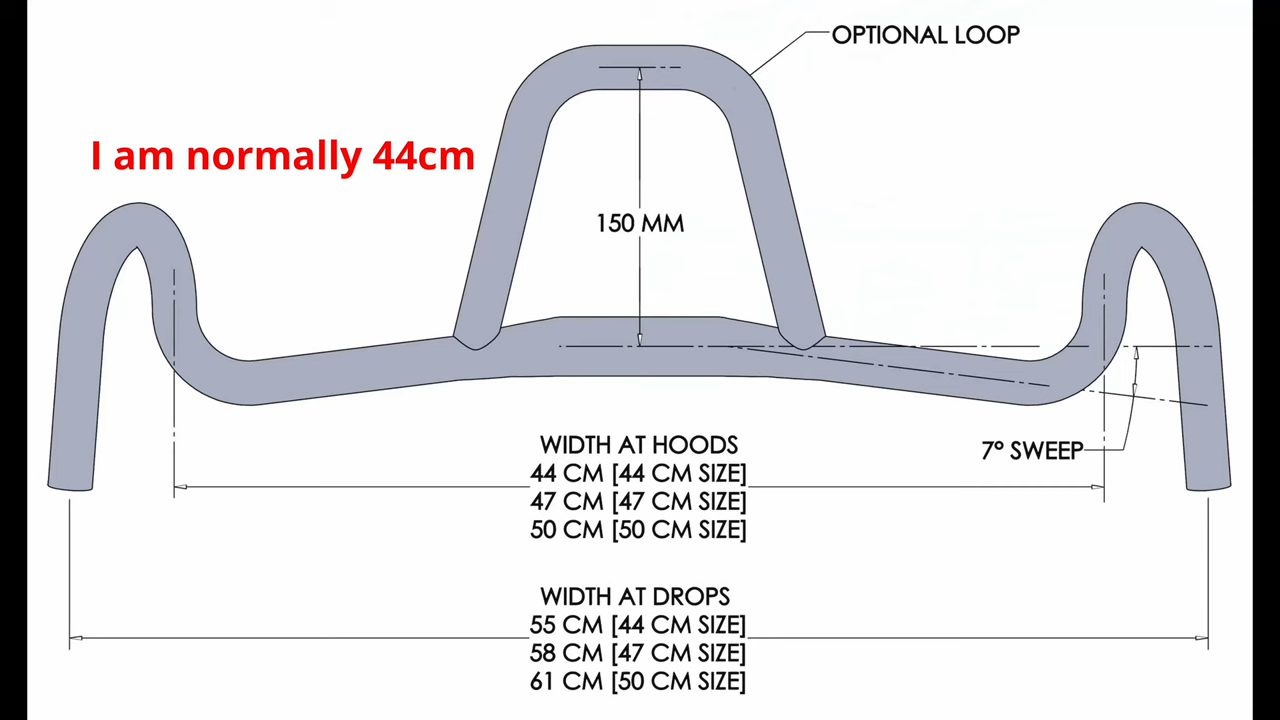 OPTIONAL LOOP
I am normally 44cm
150 MM
7° SWEEP
WIDTH AT HOODS
44 CM [44 CM SIZE]
47 CM [47 CM SIZE]
50 CM [50 CM SIZE]
WIDTH AT DROPS
55 CM [44 CM SIZE]
58 CM [47 CM SIZE]
61 CM [50 CM SIZE]